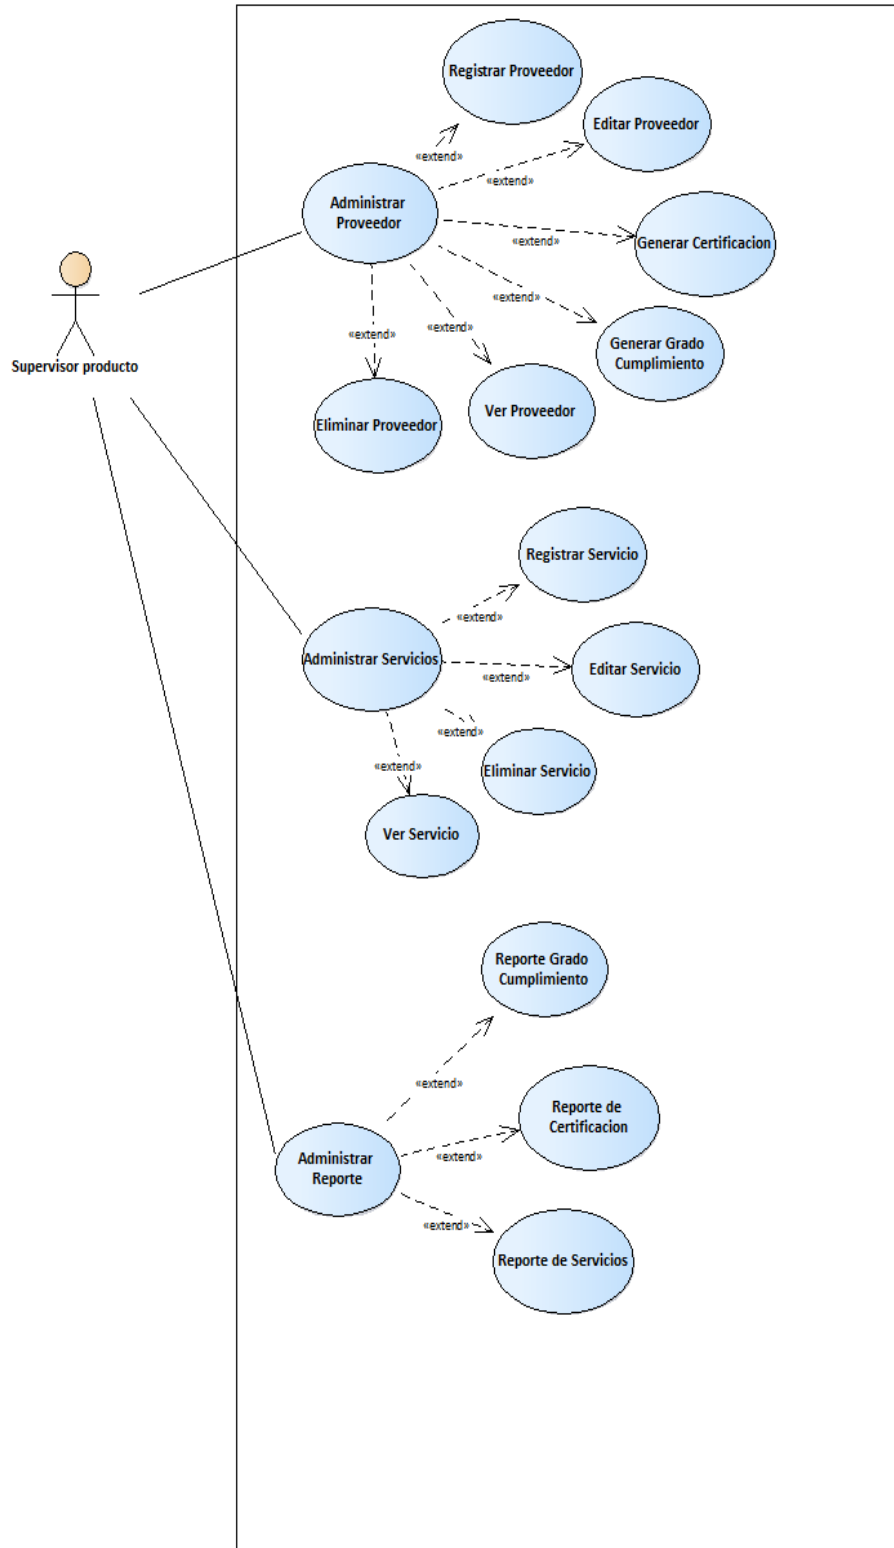 Registrar Proveedor
Editar Proveedor
«extend»
«extend»
Administrar
Proveedor
«extend»
Generar Certificacion
«extend»
«extend»
«extend»
Generar Grado
Cumplimiento
Supervisor producto
Eliminar Proveedor
Ver Proveedor
Registrar Servicio
«extend»
Administrar Servicios
«extend»
Editar Servicio
«extend»
«extend»
Eliminar Servicio
Ver Servicio
Reporte Grado
Cumplimiento
«extend»
Reporte de
Certificacion
Administrar
Reporte
«extend»
«extend»
Reporte de Servicios